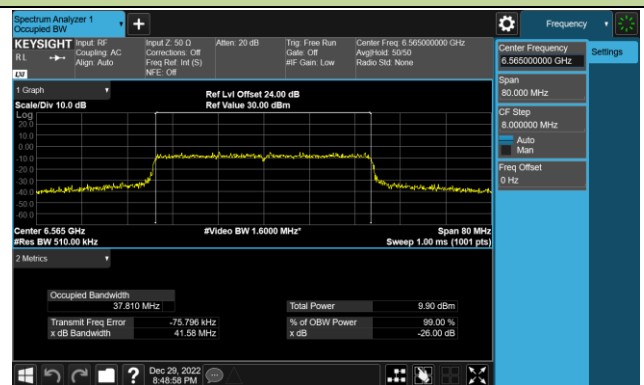 Spectrum Analyzer 1
Occupied BW
Frequency
KEYSIGHT
Input: RF
Input Z: 50 Ω
Atten: 20 dB
Trig: Free Run
Center Freq: 6.565000000 GHz
RL
Coupling: AC
Corrections: Off
Gate: Off
Avg|Hold: 50/50
Align: Auto
Freq Ref: Int (S)
#IF Gain: Low
Radio Std: None
NFE: Off
LXI
Center Frequency
6.565000000 GHz
Settings
Span
80.000 MHz
CF Step
8.000000 MHz
Auto
Man
Freq Offset
0 Hz
1 Graph
Ref Lvl Offset 24.00 dB
Scale/Div 10.0 dB
Ref Value 30.00 dBm
Log
20.0
10.0
0.00
-10.0
-20.0
-30.0
-40.0
-50.0
-60.0
Center 6.565 GHz
#Video BW 1.6000 MHz*
Span 80 MHz
#Res BW 510.00 kHz
Sweep 1.00 ms (1001 pts)
2 Metrics
Occupied Bandwidth
37.810 MHz
Total Power
9.90 dBm
Transmit Freq Error
-75.796 kHz
% of OBW Power
99.00 %
x dB Bandwidth
41.58 MHz
x dB
-26.00 dB
Dec 29, 2022
8:48:58 PM